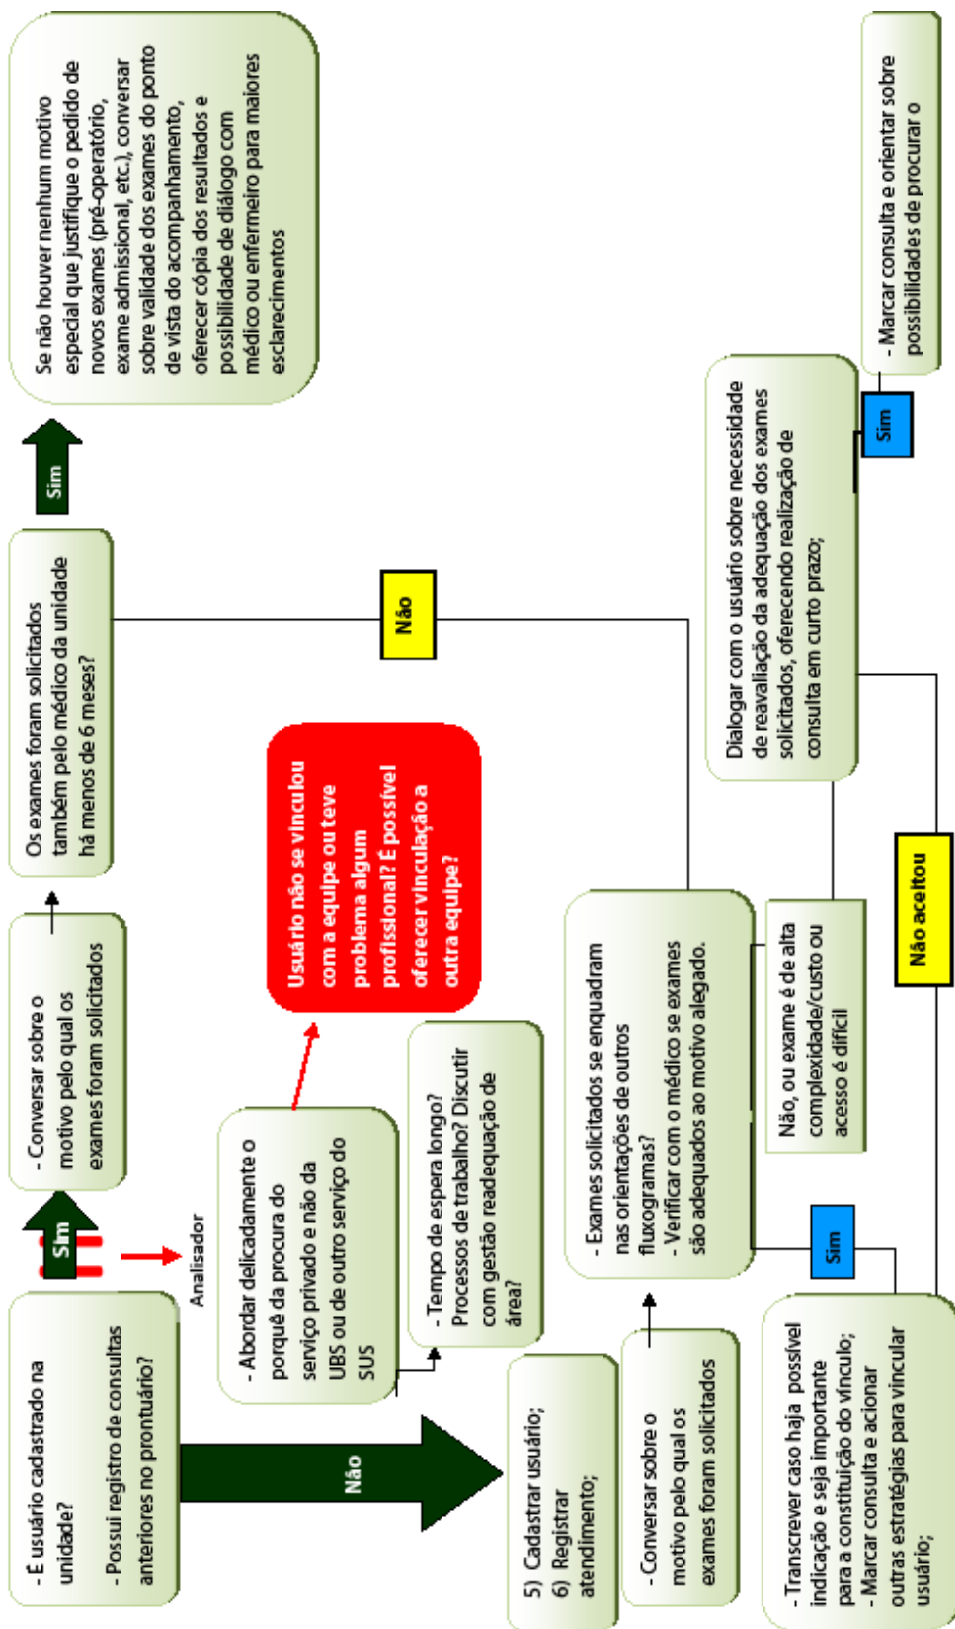 - É usuário cadastrado na
unidade?
- Possui registro de consultas
anteriores no prontuário?
Sim
- Conversar sobre o
motivo pelo qual os
exames foram solicitados
Os exames foram solicitados
também pelo médico da unidade
há menos de 6 meses?
Sim
Se não houver nenhum motivo
especial que justifique o pedido de
novos exames (pré-operatório,
exame admissional, etc.), conversar
sobre validade dos exames do ponto
de vista do acompanhamento,
oferecer cópia dos resultados e
possibilidade de diálogo com
médico ou enfermeiro para maiores
esclarecimentos
Analisador
- Abordar delicadamente o
porquê da procura do
serviço privado e não da
UBS ou de outro serviço do
SUS
Usuário não se vinculou
com a equipe ou teve
problema algum
profissional? É possível
oferecer vinculação a
outra equipe?
- Tempo de espera longo?
Processos de trabalho? Discutir
com gestão readequação de
área?
Não
Não
5) Cadastrar usuário;
6) Registrar
atendimento;
- Conversar sobre o
motivo pelo qual os
exames foram solicitados
- Exames solicitados se enquadram
nas orientações de outros
fluxogramas?
- Verificar com o médico se exames
são adequados ao motivo alegado.
Dialogar com o usuário sobre necessidade
de reavaliação da adequação dos exames
solicitados, oferecendo realização de
consulta em curto prazo;
Sim
- Marcar consulta e orientar sobre
possibilidades de procurar o
Sim
Não, ou exame é de alta
complexidade/custo ou
acesso é difícil
- Transcrever caso haja possível
indicação e seja importante
para a constituição do vínculo;
- Marcar consulta e acionar
outras estratégias para vincular
usuário;
Não aceitou